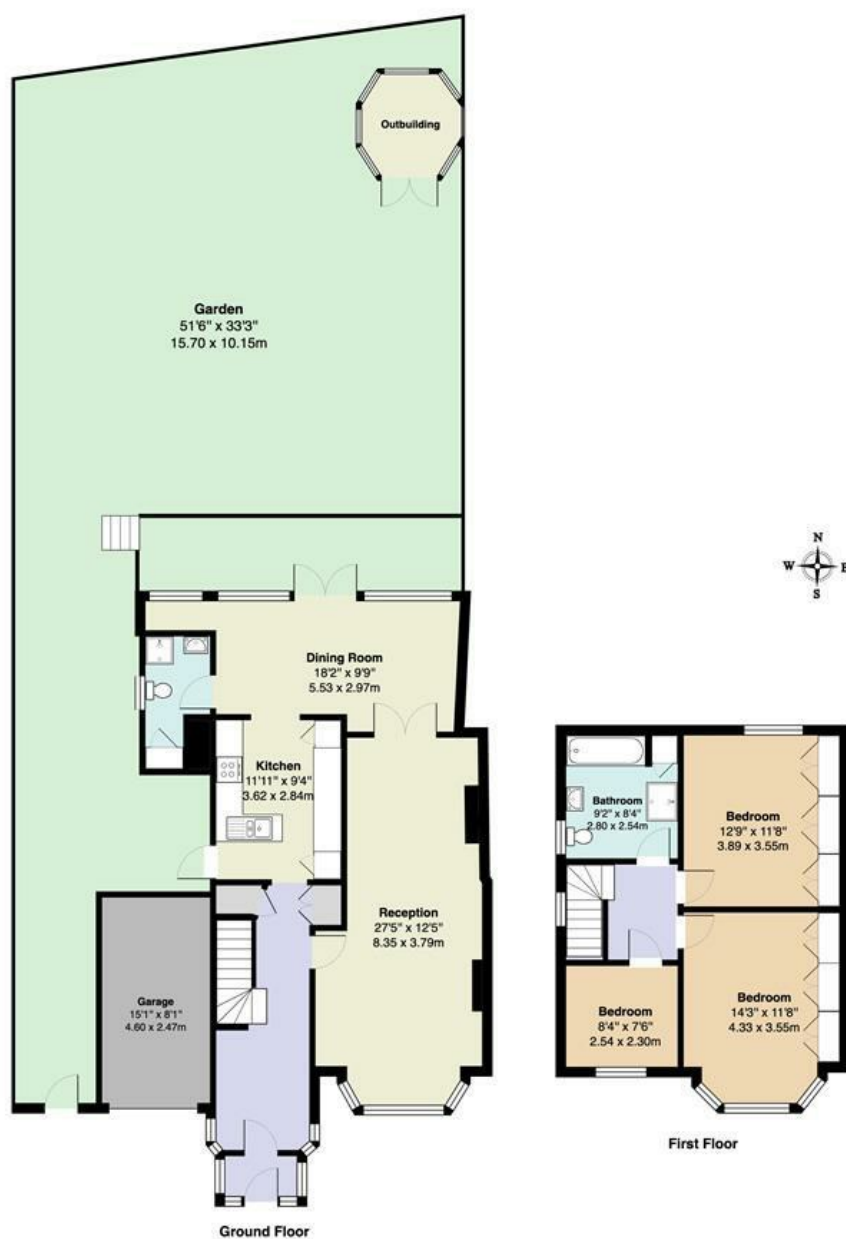 Outbuilding
Garden
51'6" x 33'3"
15.70 x 10.15m
N
W E
S
Dining Room
18'2" x 9'9"
5.53 x 2.97m
Kitchen
11'11" x 9'4"
3.62 x 2.84m
Reception
27'5" x 12'5"
8.35 x 3.79m
Garage
15'1" x 8'1"
4.60 x 2.47m
Ground Floor
Bathroom
9'2" x 8'4"
2.80 x 2.54m
Bedroom
12'9" x 11'8"
3.89 x 3.55m
Bedroom
8'4" x 7'6"
2.54 x 2.30m
Bedroom
14'3" x 11'8"
4.33 x 3.55m
First Floor